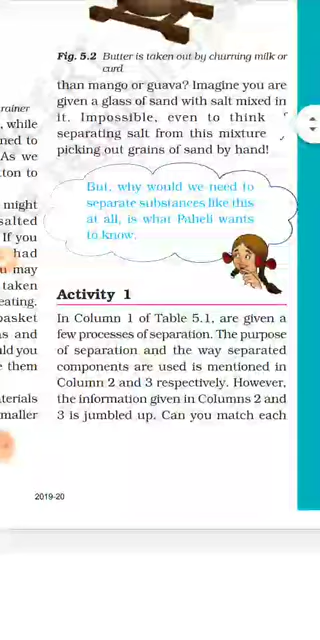 Fig. 5.2 Butter is taken out by churning milk or
curd
rainer
, while
ned to
As we
ton to
might
salted
If you
had
may
taken
eating.
basket
s and
ld you
them
terials
maller
than mango or guava? Imagine you are
given a glass of sand with salt mixed in
it. Impossible, even to think of
separating salt from this mixture by
picking out grains of sand by hand!
But, why would we need to
separate substances like this
at all, is what Paheli wants
to know.
Activity 1
In Column 1 of Table 5.1, are given a
few processes of separation. The purpose
of separation and the way separated
components are used is mentioned in
Column 2 and 3 respectively. However,
the information given in Columns 2 and
3 is jumbled up. Can you match each
2019-20